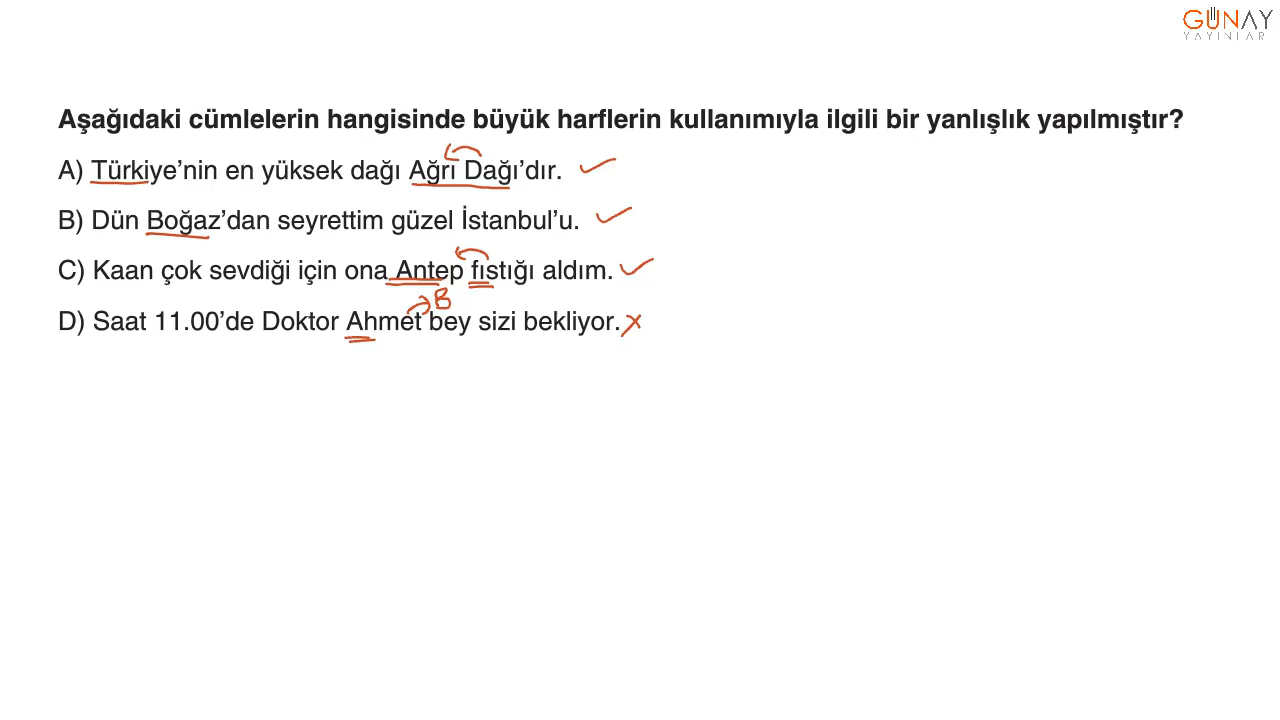 GÜNAY
YAYINLARI
Aşağıdaki cümlelerin hangisinde büyük harflerin kullanımıyla ilgili bir yanlışlık yapılmıştır?
A) Türkiye’nin en yüksek dağı Ağrı Dağı’dır.
B) Dün Boğaz’dan seyrettim güzel İstanbul’u.
C) Kaan çok sevdiği için ona Antep fıstığı aldım.
B
D) Saat 11.00’de Doktor Ahmet bey sizi bekliyor.